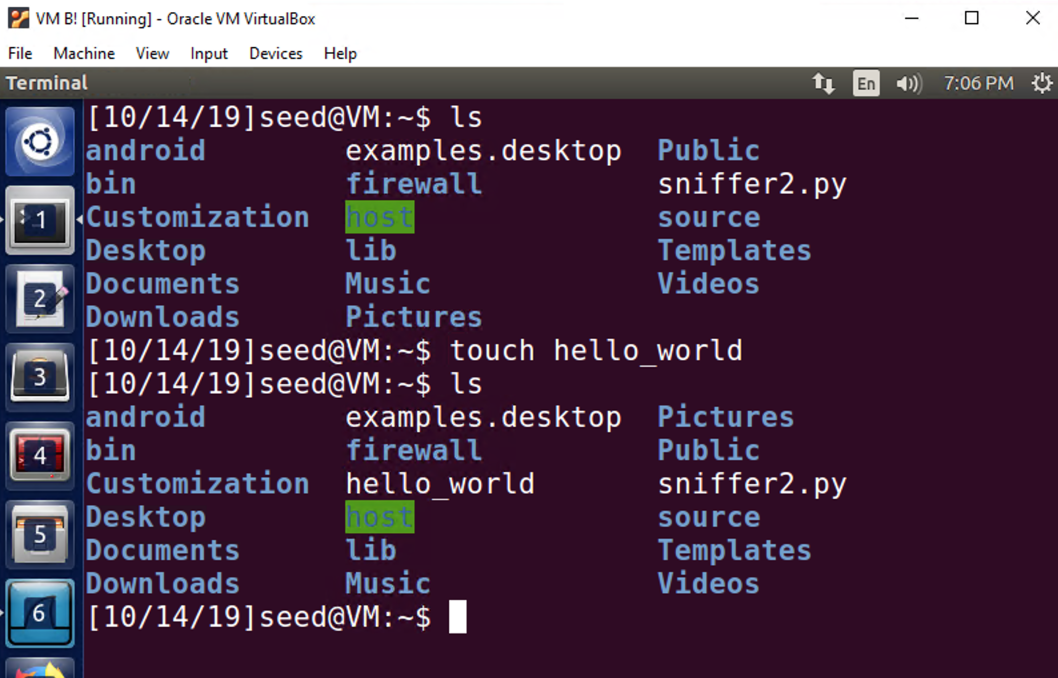 VM B! [Running] - Oracle VM VirtualBox
File Machine View Input Devices Help
Terminal En 7:06 PM
[10/14/19]seed@VM:~$ ls
android examples.desktop Public
bin firewall sniffer2.py
Customization host source
Desktop lib Templates
Documents Music Videos
Downloads Pictures
[10/14/19]seed@VM:~$ touch hello_world
[10/14/19]seed@VM:~$ ls
android examples.desktop Pictures
bin firewall Public
Customization hello_world sniffer2.py
Desktop host source
Documents lib Templates
Downloads Music Videos
[10/14/19]seed@VM:~$
1
2
3
4
5
6